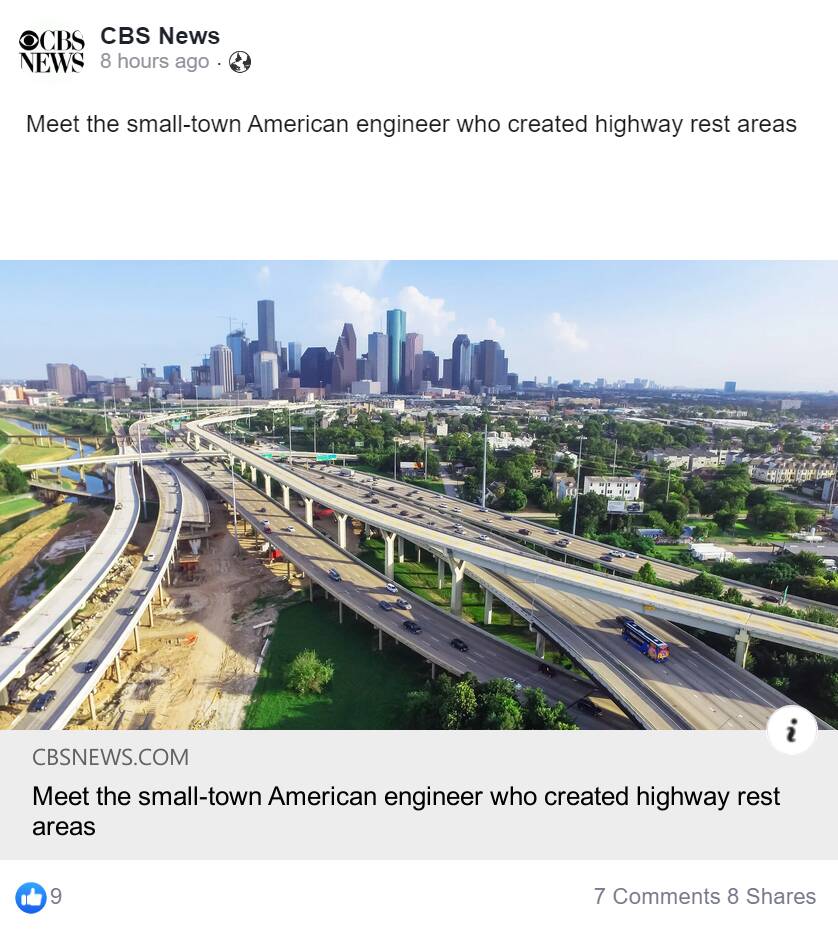 CBS NEWS
CBS News
8 hours ago ·
Meet the small-town American engineer who created highway rest areas
i
CBSNEWS.COM
Meet the small-town American engineer who created highway rest
areas
9
7 Comments 8 Shares